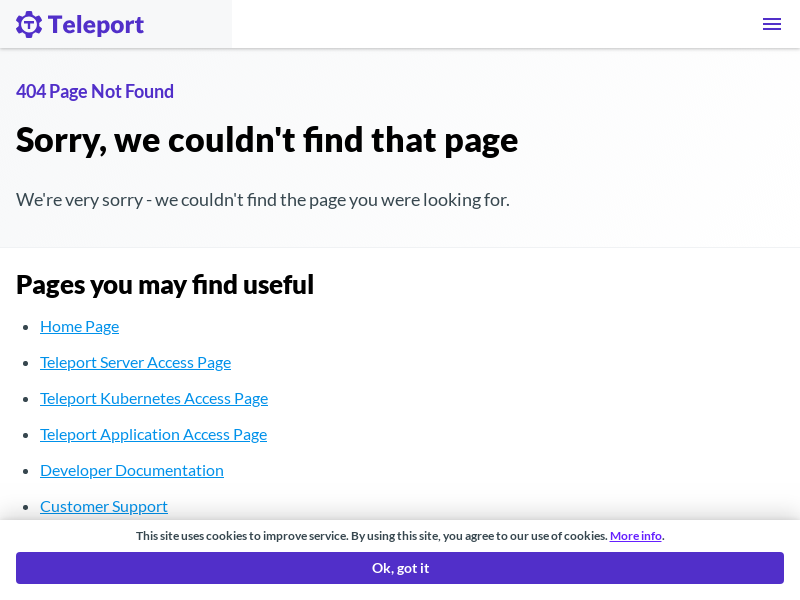 Teleport
404 Page Not Found
Sorry, we couldn't find that page
We're very sorry - we couldn't find the page you were looking for.
Pages you may find useful
Home Page
Teleport Server Access Page
Teleport Kubernetes Access Page
Teleport Application Access Page
Developer Documentation
Customer Support
This site uses cookies to improve service. By using this site, you agree to our use of cookies. More info.
Ok, got it